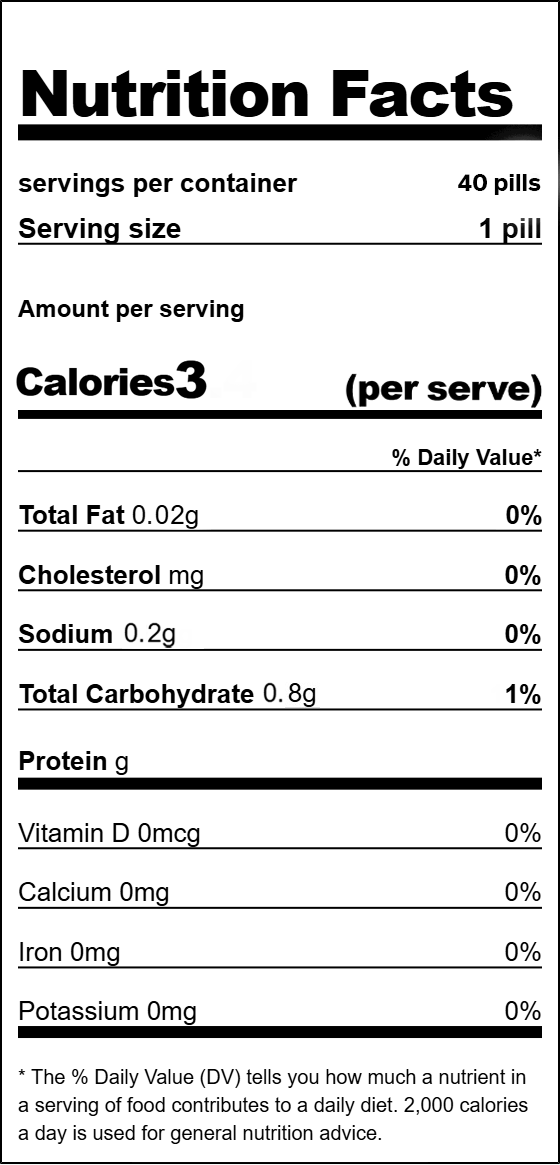 Nutrition Facts
servings per container 40 pills
Serving size 1 pill
Amount per serving
Calories3 (per serve)
% Daily Value*
Total Fat 0.02g 0%
Cholesterol mg 0%
Sodium 0.2g 0%
Total Carbohydrate 0.8g 1%
Protein g
Vitamin D 0mcg 0%
Calcium 0mg 0%
Iron 0mg 0%
Potassium 0mg 0%
* The % Daily Value (DV) tells you how much a nutrient in
a serving of food contributes to a daily diet. 2,000 calories
a day is used for general nutrition advice.